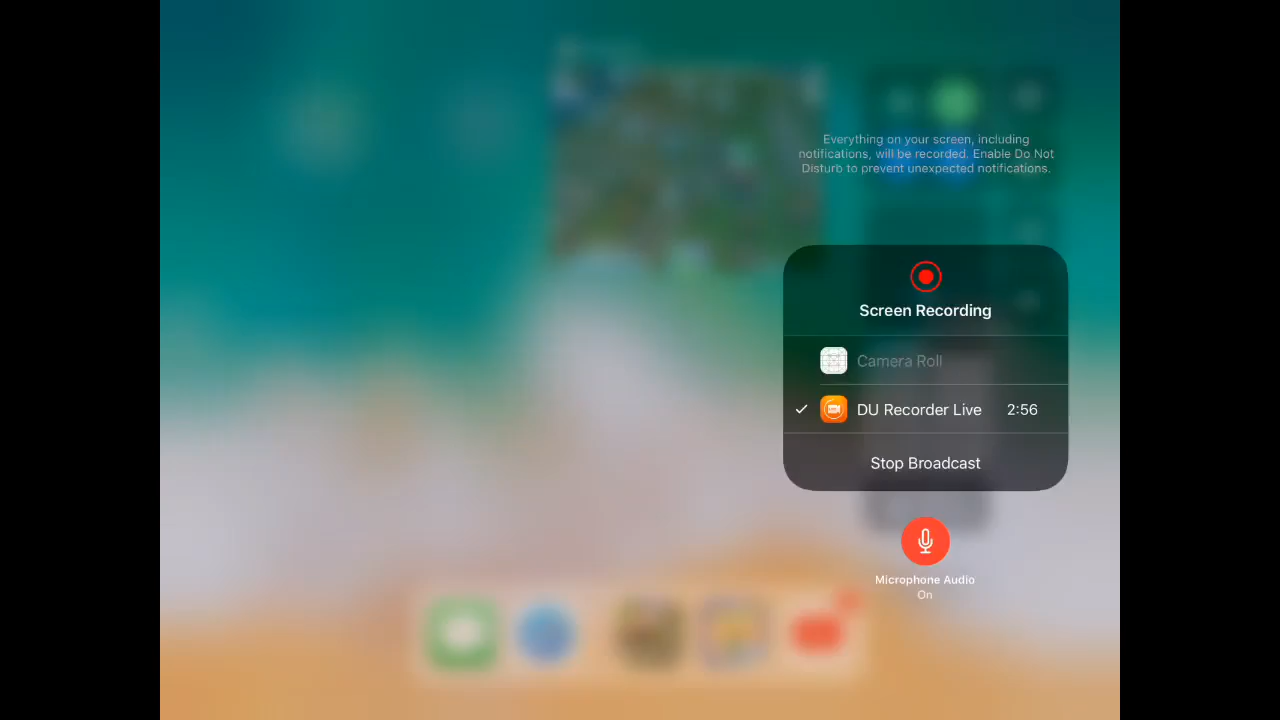 Everything on your screen, including
notifications, will be recorded. Enable Do Not
Disturb to prevent unexpected notifications.
Screen Recording
Camera Roll
DU Recorder Live 2:56
Stop Broadcast
Microphone Audio
On